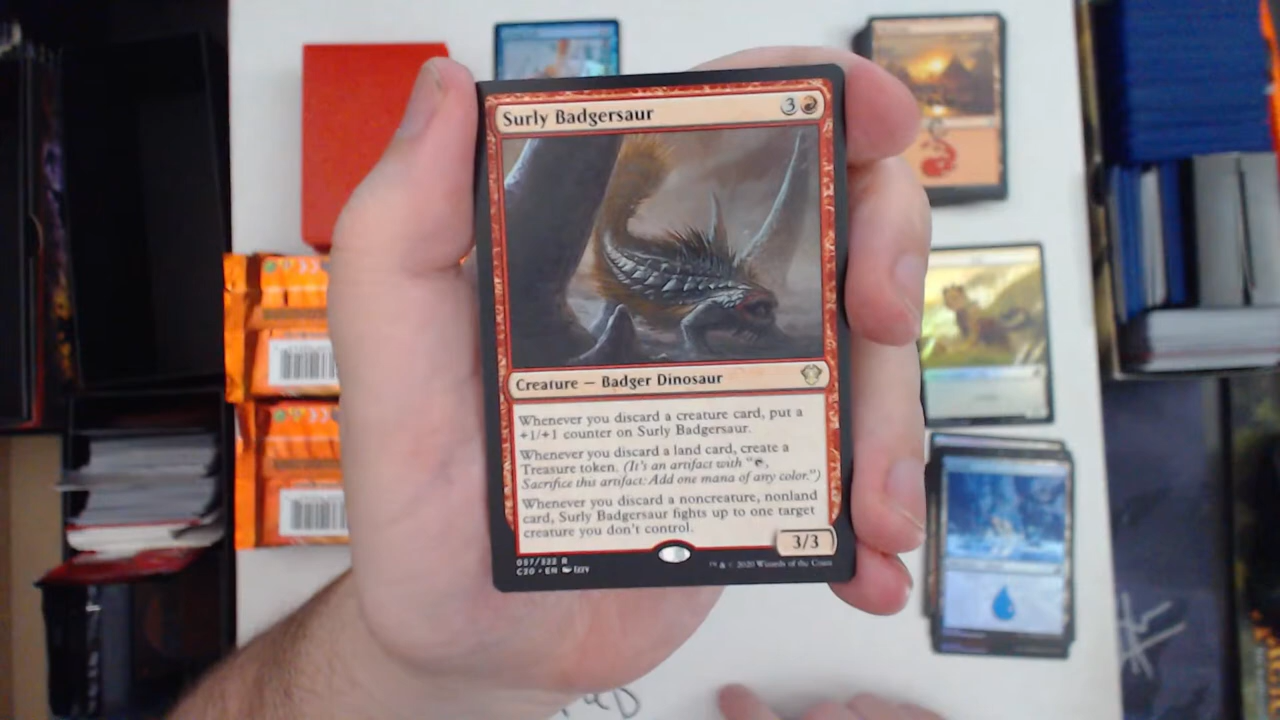 Surly Badgersaur
3
Creature — Badger Dinosaur
Whenever you discard a creature card, put a
+1/+1 counter on Surly Badgersaur.
Whenever you discard a land card, create a
Treasure token. (It's an artifact with ",
Sacrifice this artifact: Add one mana of any color.")
Whenever you discard a noncreature, nonland
card, Surly Badgersaur fights up to one target
creature you don't control.
3/3
057/322 R
C20 • EN IZZY
™ & © 2020 Wizards of the Coast